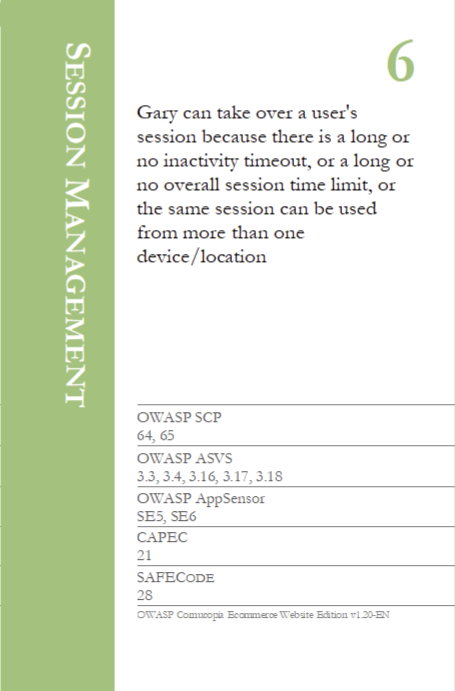 SESSION MANAGEMENT
6
Gary can take over a user's
session because there is a long or
no inactivity timeout, or a long or
no overall session time limit, or
the same session can be used
from more than one
device/location
OWASP SCP
64, 65
OWASP ASVS
3.3, 3.4, 3.16, 3.17, 3.18
OWASP AppSensor
SE5, SE6
CAPEC
21
SAFECODE
28
OWASP Cornucopia Ecommerce Website Edition v1.20-EN